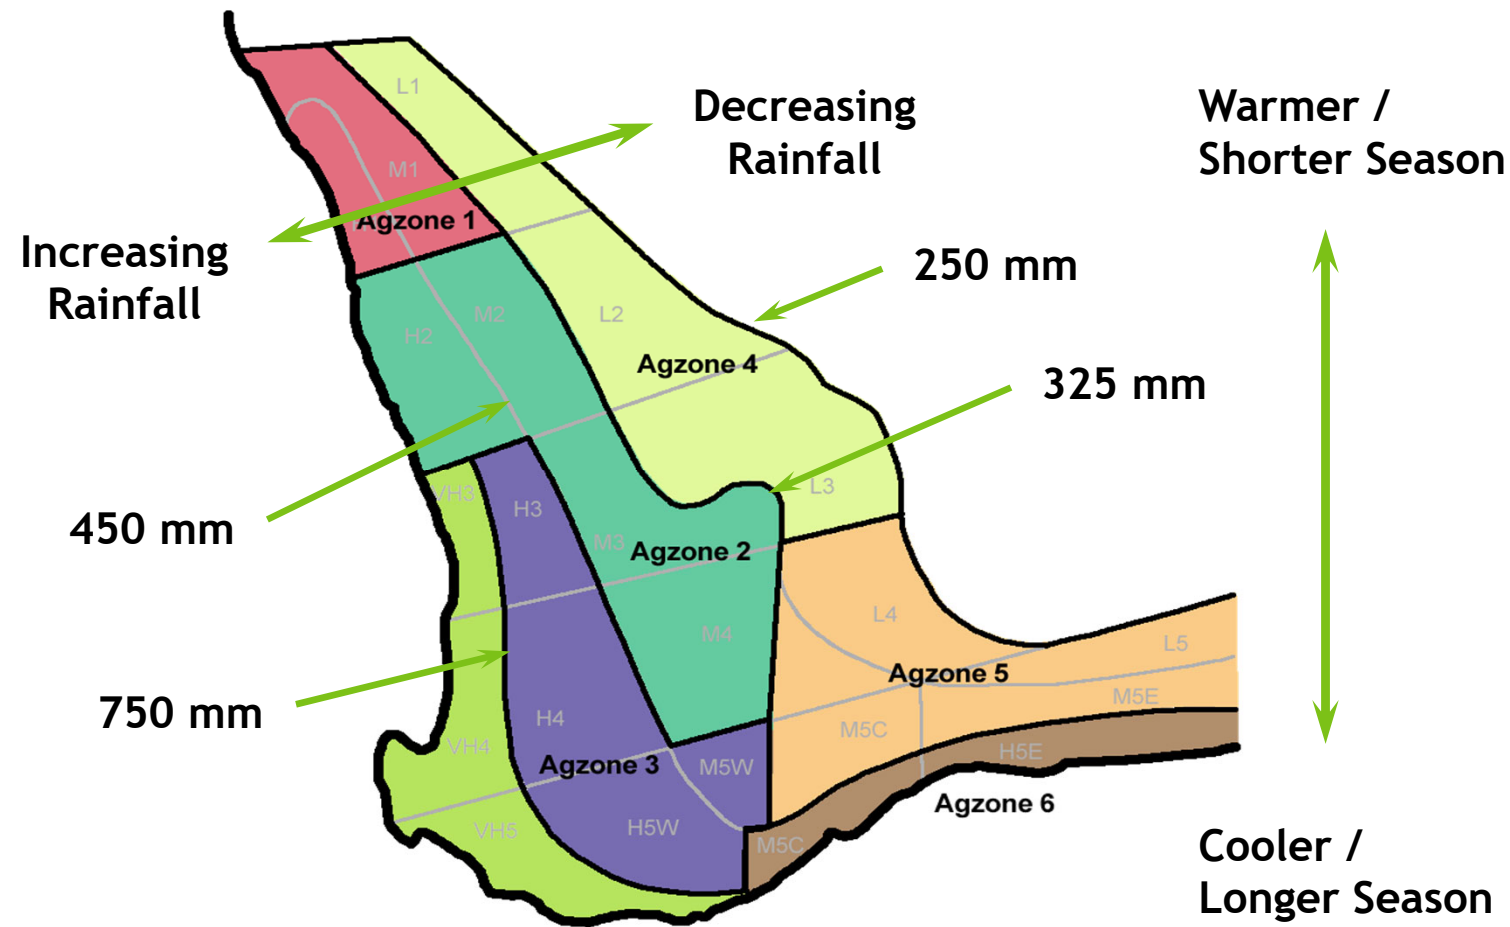 L1
Decreasing
Rainfall
Warmer /
Shorter Season
M1
Agzone 1
Increasing
Rainfall
250 mm
H2
M2
L2
Agzone 4
325 mm
450 mm
VH3
H3
L3
M3
Agzone 2
M4
L4
L5
Agzone 5
M5E
750 mm
H4
VH4
M5C
H5E
Agzone 3
M5W
Agzone 6
VH5
H5W
M5C
Cooler /
Longer Season